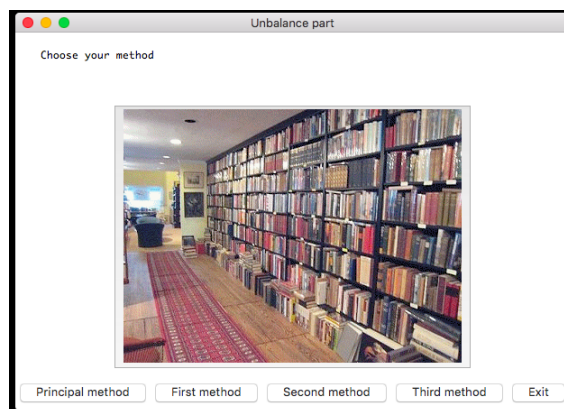 Unbalance part
Choose your method
Principal method First method Second method Third method Exit